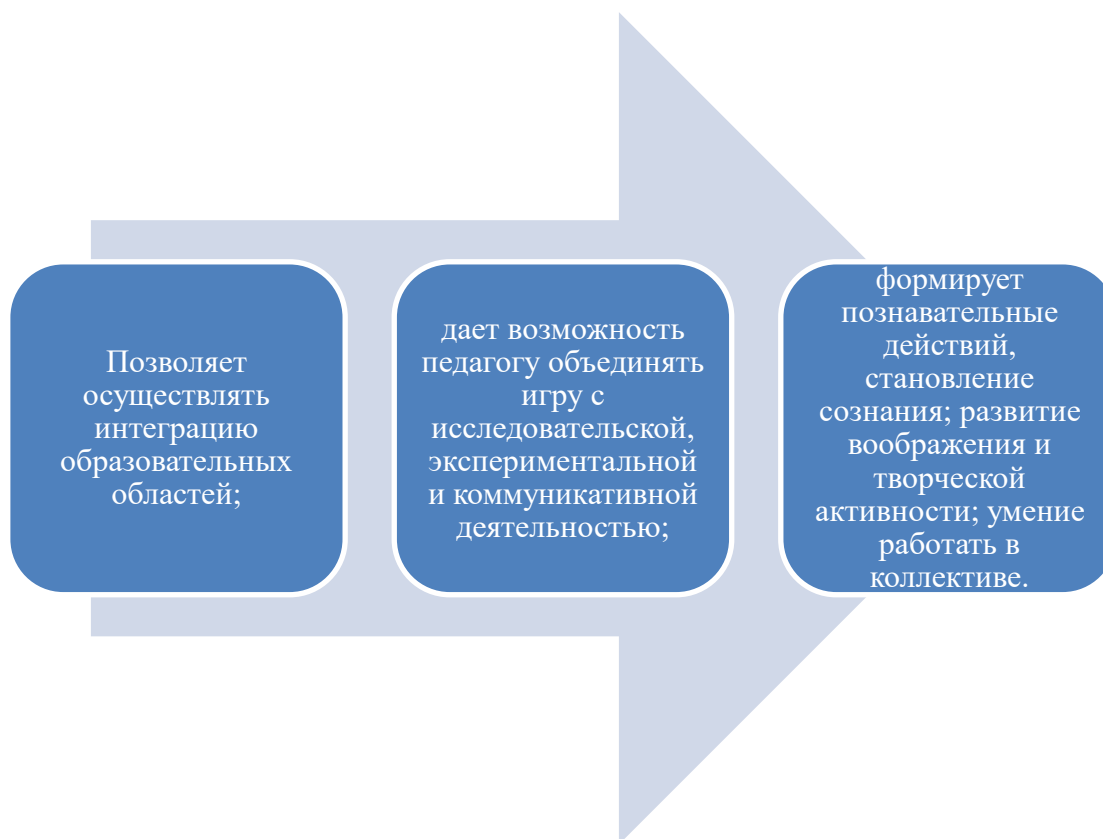 Позволяет
осуществлять
интеграцию
образовательных
областей;
дает возможность
педагогу объединять
игру с
исследовательской,
экспериментальной
и коммуникативной
деятельностью;
формирует
познавательные
действий,
становление
сознания; развитие
воображения и
творческой
активности; умение
работать в
коллективе.